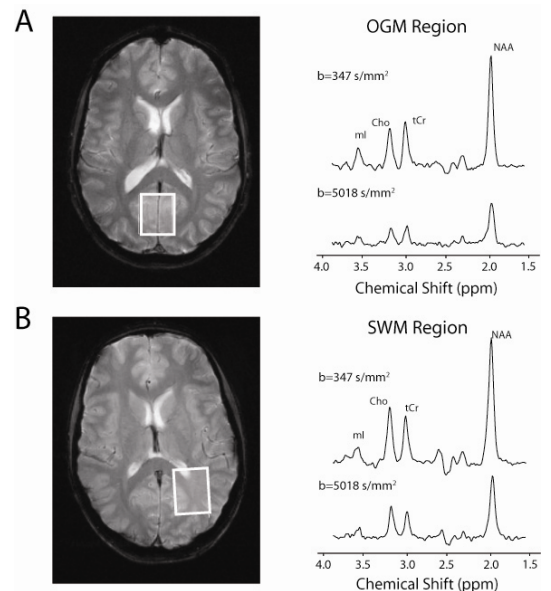 A
OGM Region
NAA
b=347 s/mm²
Cho
tCr
mI
b=5018 s/mm²
4.0 3.5 3.0 2.5 2.0 1.5
Chemical Shift (ppm)
B
SWM Region
NAA
b=347 s/mm²
Cho
tCr
mI
b=5018 s/mm²
4.0 3.5 3.0 2.5 2.0 1.5
Chemical Shift (ppm)